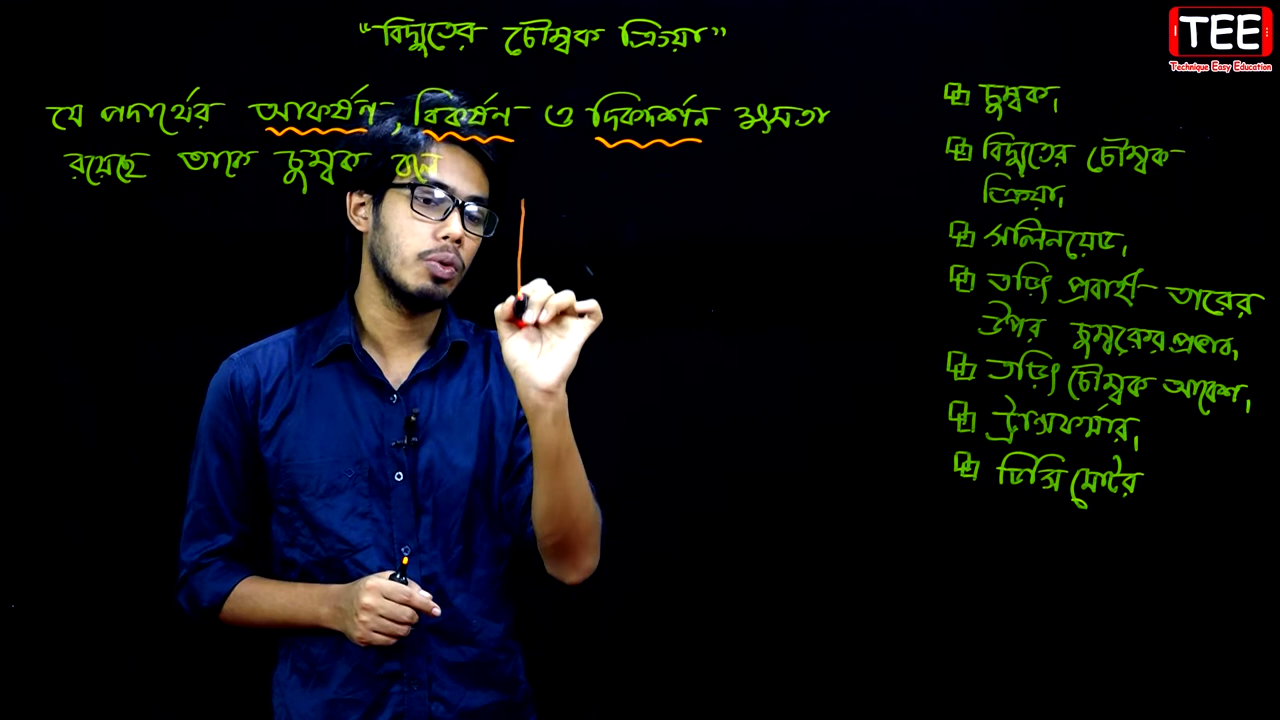 “বিদ্যুতের চৌম্বক ক্রিয়া”
যে পদার্থের আকর্ষণ, বিকর্ষণ ও দিকদর্শন ক্ষমতা
রয়েছে তাকে চুম্বক বলে
TEE
Technique Easy Education
চুম্বক।
বিদ্যুতের চৌম্বক
ক্রিয়া।
সলিনয়েড।
তড়িৎ প্রবাহী তারের
উপর চুম্বকের প্রভাব।
তড়িৎ চৌম্বক আবেশ।
ট্রান্সফর্মার।
ডিসি মোটর